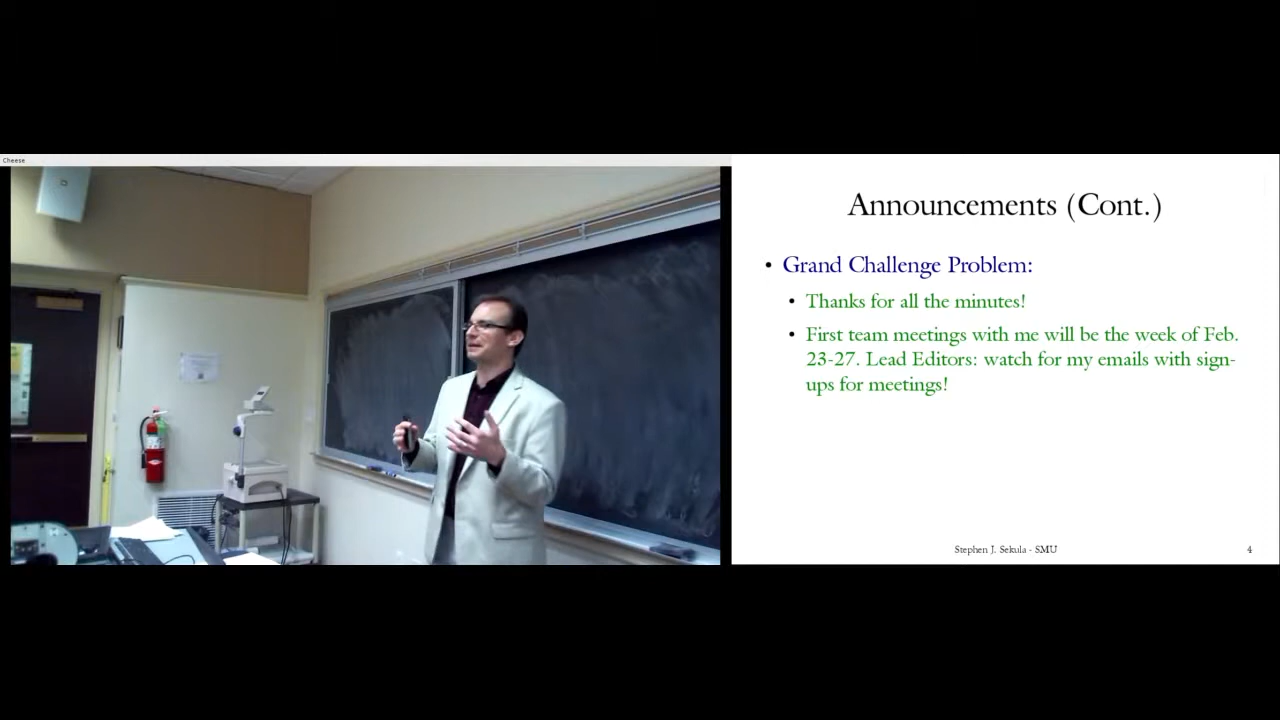 Cheese
Announcements (Cont.)
• Grand Challenge Problem:
• Thanks for all the minutes!
• First team meetings with me will be the week of Feb.
23-27. Lead Editors: watch for my emails with sign-
ups for meetings!
Stephen J. Sekula - SMU
4